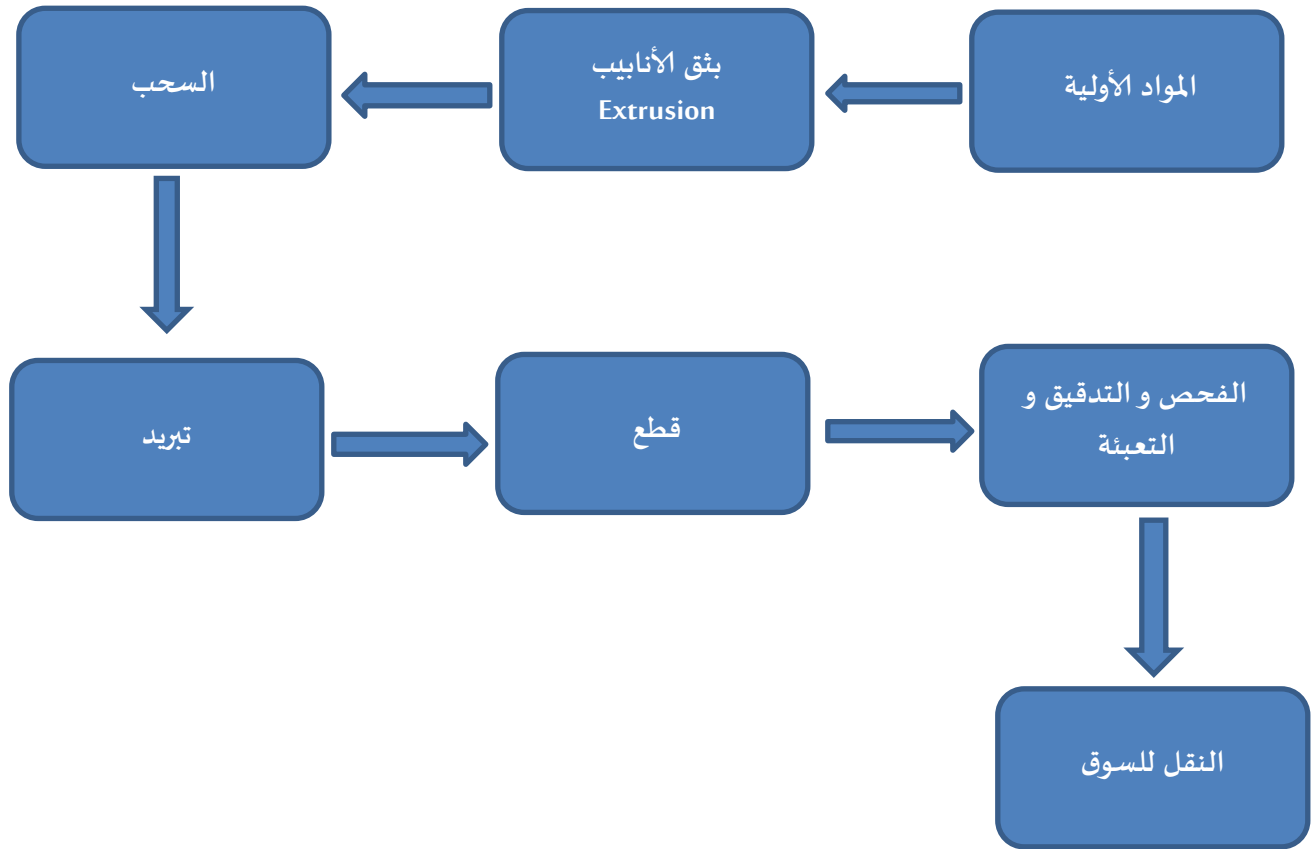 المواد الأولية
بثق الأنابيب
Extrusion
السحب
تبريد
قطع
الفحص و التدقيق و
التعبئة
النقل للسوق